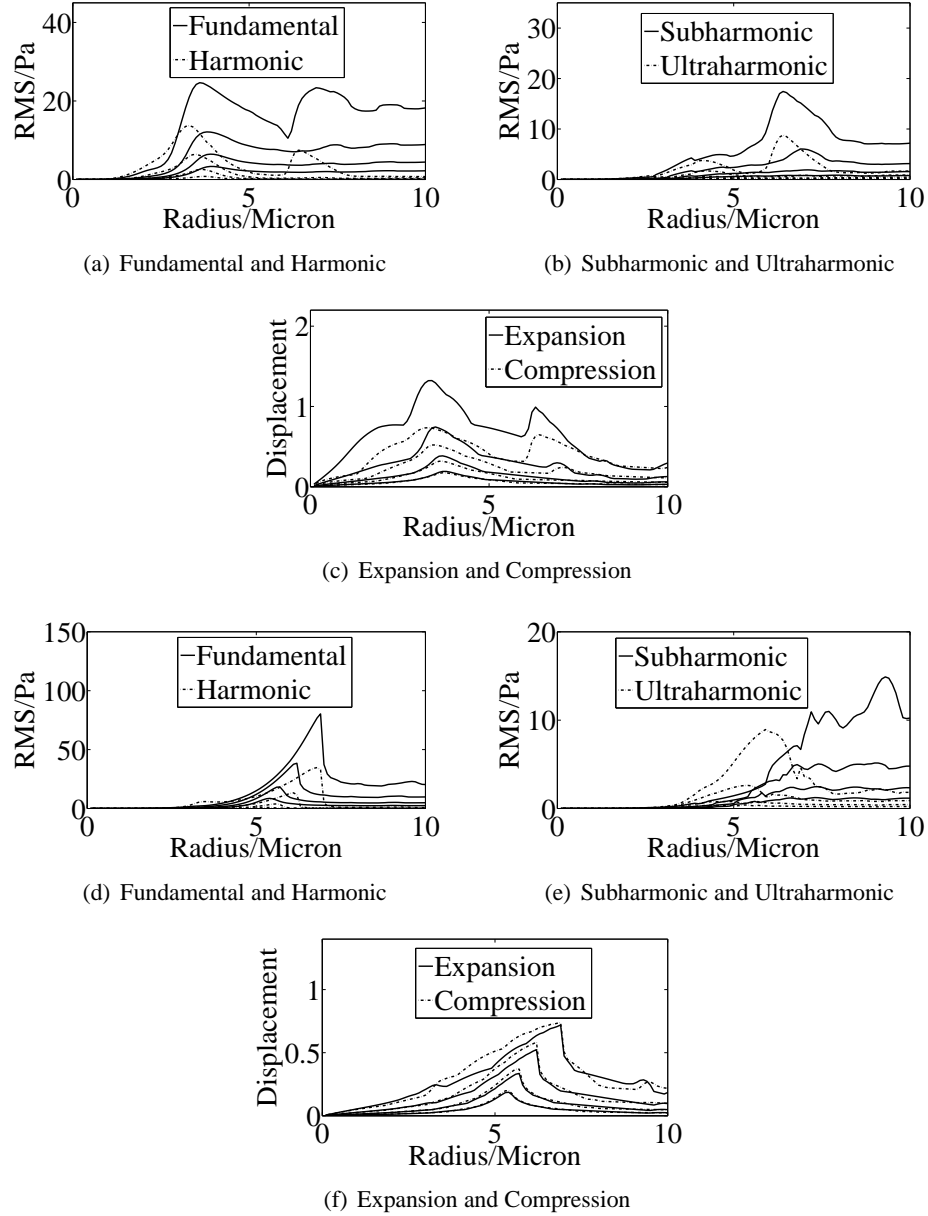 40
20
0
RMS/Pa
Fundamental
Harmonic
0 5 10
Radius/Micron
(a) Fundamental and Harmonic
30
20
10
0
RMS/Pa
Subharmonic
Ultraharmonic
0 5 10
Radius/Micron
(b) Subharmonic and Ultraharmonic
2
1
0
Displacement
Expansion
Compression
0 5 10
Radius/Micron
(c) Expansion and Compression
150
100
50
0
RMS/Pa
Fundamental
Harmonic
0 5 10
Radius/Micron
(d) Fundamental and Harmonic
20
10
0
RMS/Pa
Subharmonic
Ultraharmonic
0 5 10
Radius/Micron
(e) Subharmonic and Ultraharmonic
1
0.5
0
Displacement
Expansion
Compression
0 5 10
Radius/Micron
(f) Expansion and Compression